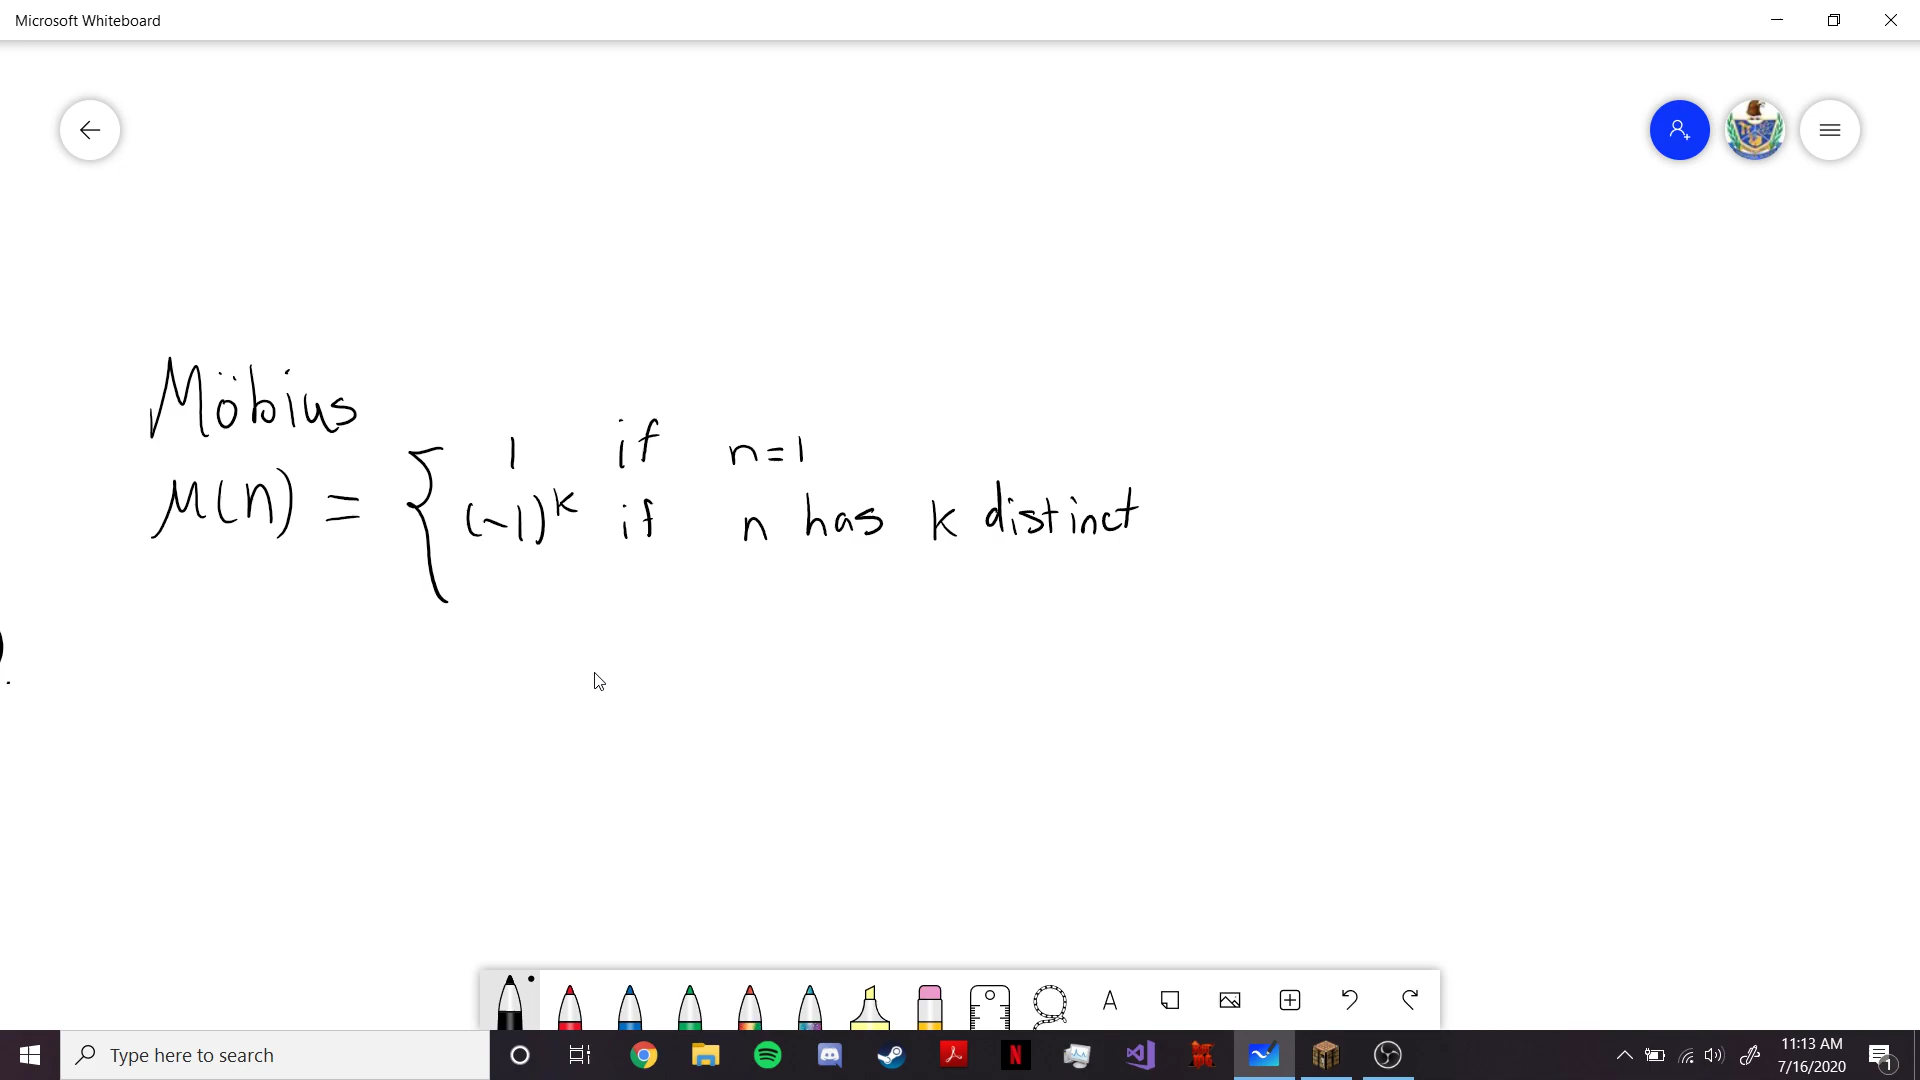 Microsoft Whiteboard
Möbius
μ(n) = { 1 if n=1
(-1)^k if n has k distinct
).
A
Type here to search
N
11:13 AM
7/16/2020
1